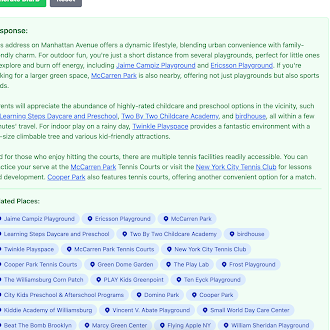 sponse:
s address on Manhattan Avenue offers a dynamic lifestyle, blending urban convenience with family-
ndly charm. For outdoor fun, you're just a short distance from several playgrounds, perfect for little ones
explore and burn off energy, including Jaime Campiz Playground and Ericsson Playground. If you're
king for a larger green space, McCarren Park is also nearby, offering not just playgrounds but also sports
ds.
ents will appreciate the abundance of highly-rated childcare and preschool options in the vicinity, such
Learning Steps Daycare and Preschool, Two By Two Childcare Academy, and birdhouse, all within a few
utes' travel. For indoor play on a rainy day, Twinkle Playspace provides a fantastic environment with a
-size climbable tree and various kid-friendly attractions.
d for those who enjoy hitting the courts, there are multiple tennis facilities readily accessible. You can
ctice your serve at the McCarren Park Tennis Courts or visit the New York City Tennis Club for lessons
d development. Cooper Park also features tennis courts, offering another convenient option for a match.
ated Places:
Jaime Campiz Playground Ericsson Playground McCarren Park
Learning Steps Daycare and Preschool Two By Two Childcare Academy birdhouse
Twinkle Playspace McCarren Park Tennis Courts New York City Tennis Club
Cooper Park Tennis Courts Green Dome Garden The Play Lab Frost Playground
The Williamsburg Corn Patch PLAY Kids Greenpoint Ten Eyck Playground
City Kids Preschool & Afterschool Programs Domino Park Cooper Park
Kiddie Academy of Williamsburg Vincent V. Abate Playground Small World Day Care Center
Beat The Bomb Brooklyn Marcy Green Center Flying Apple NY William Sheridan Playground